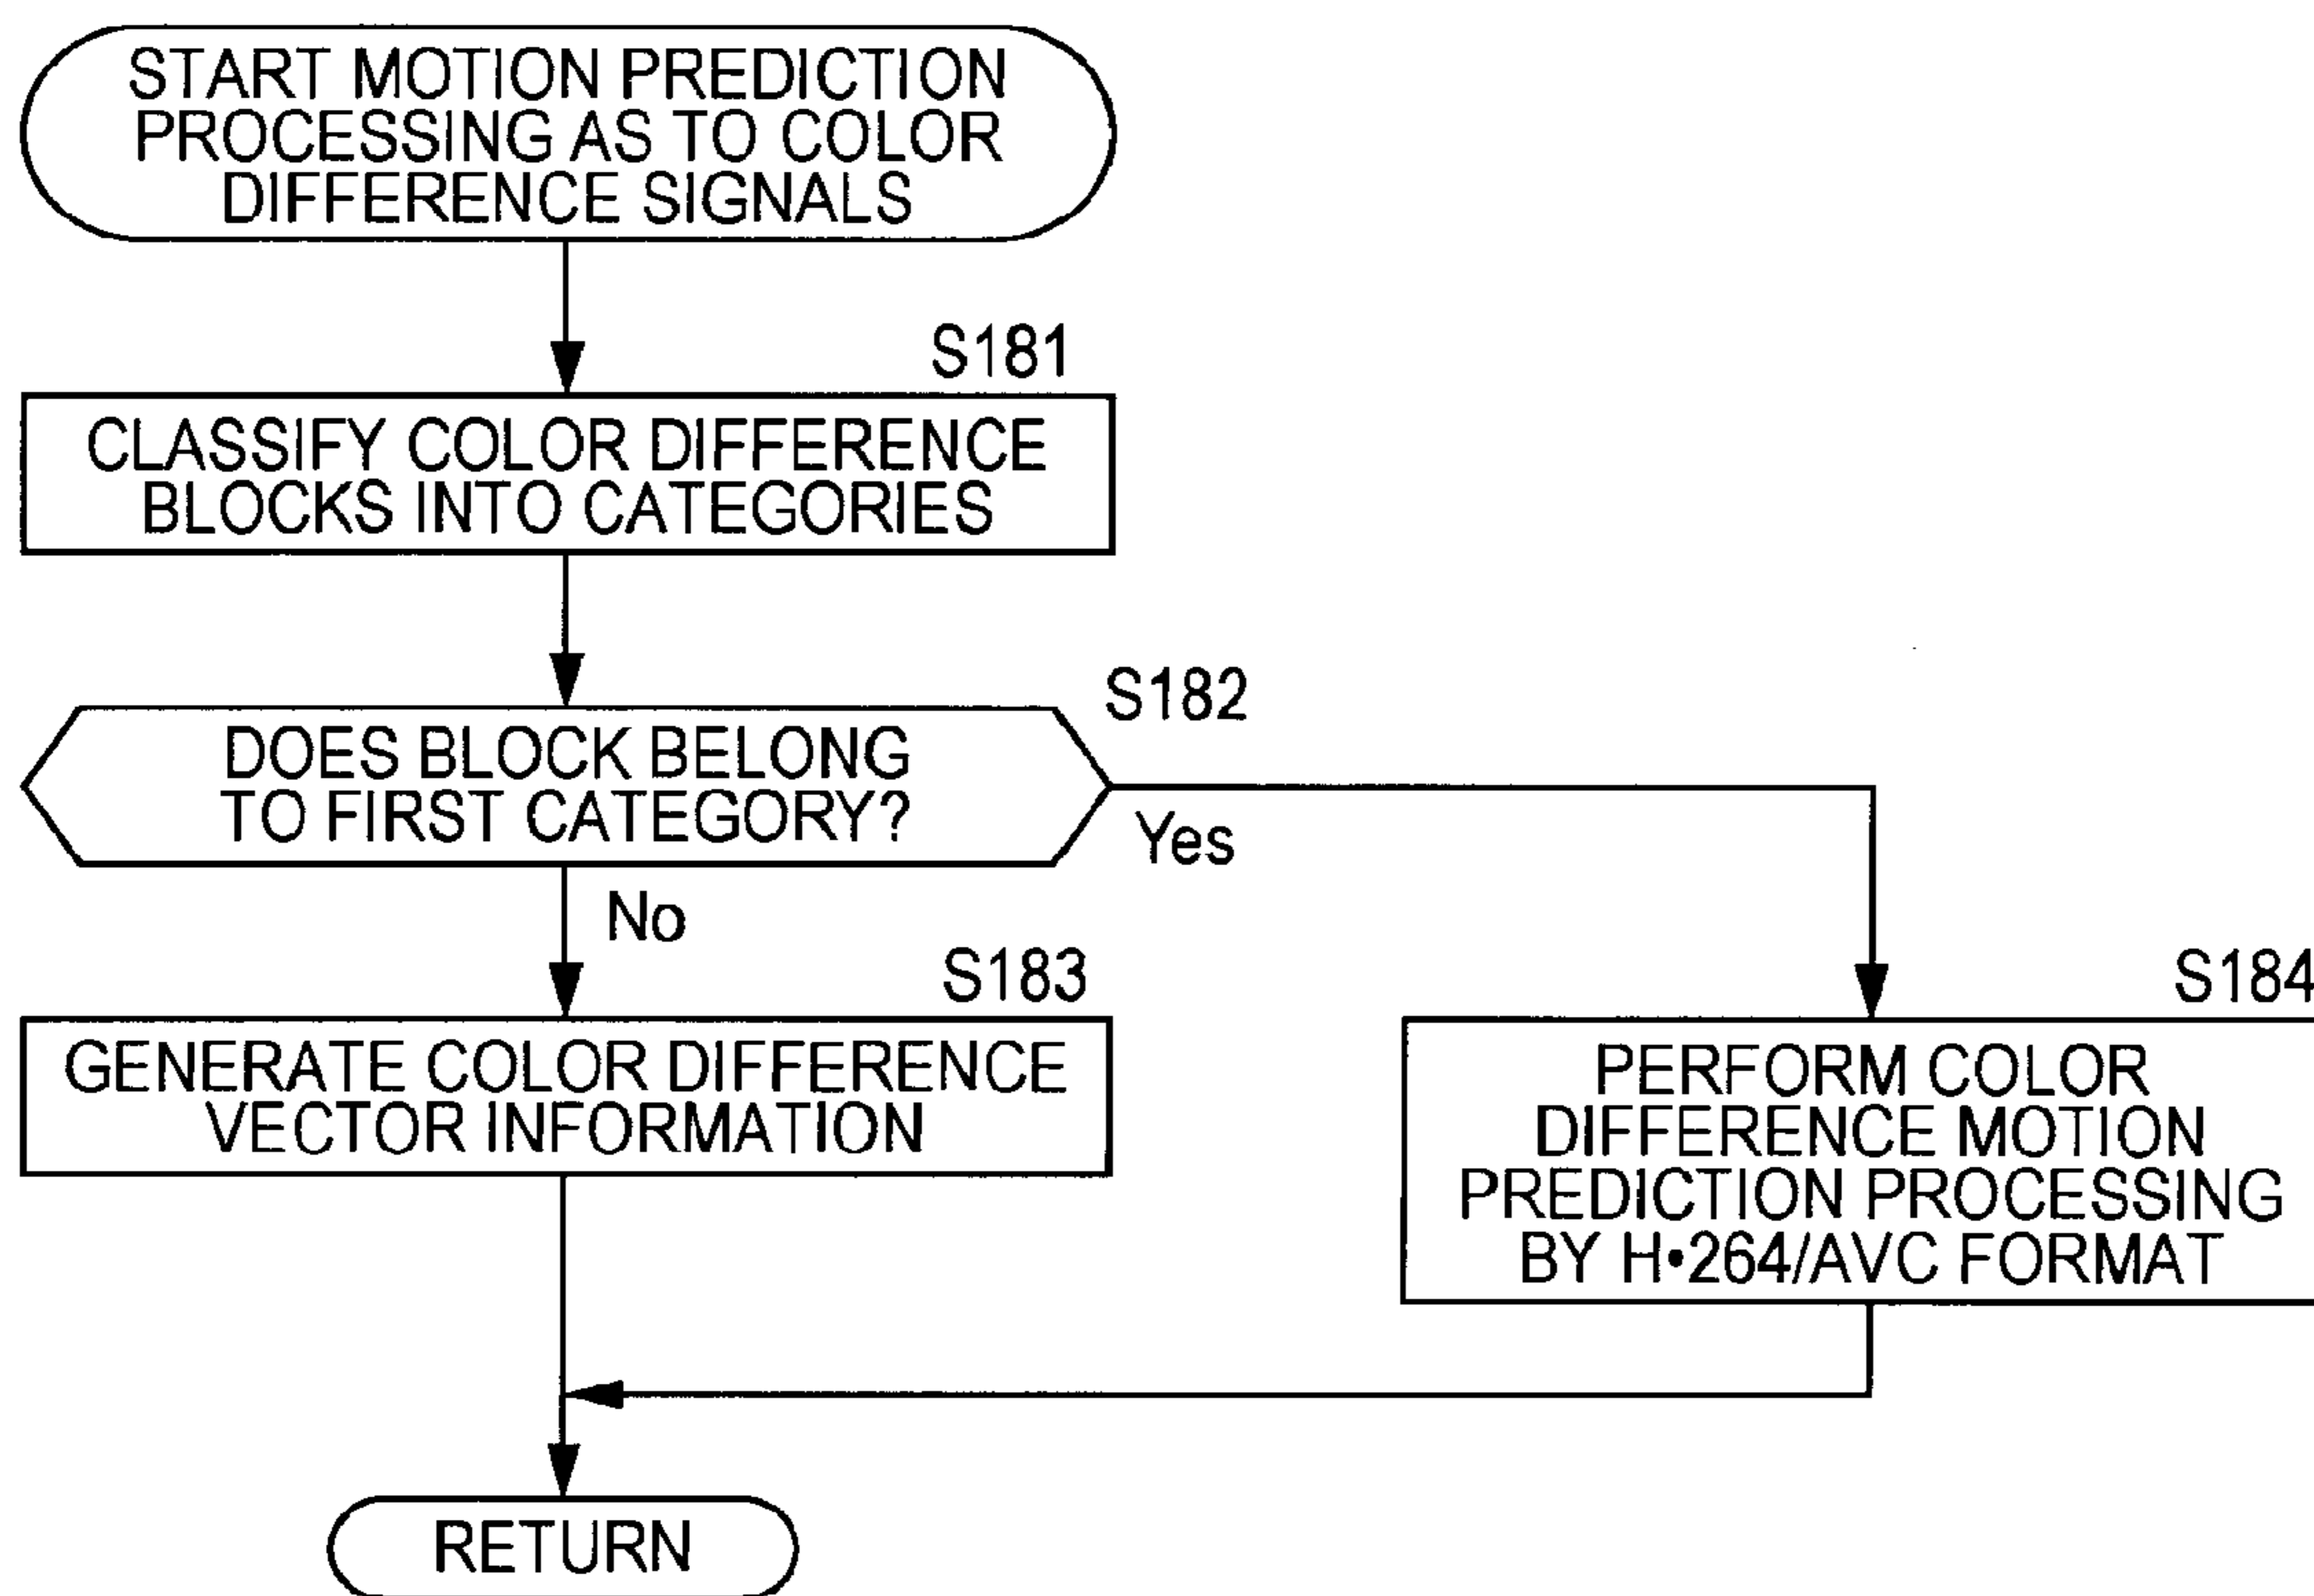 START MOTION PREDICTION
PROCESSING AS TO COLOR
DIFFERENCE SIGNALS
S181
CLASSIFY COLOR DIFFERENCE
BLOCKS INTO CATEGORIES
S182
DOES BLOCK BELONG
TO FIRST CATEGORY?
Yes
No
S183
GENERATE COLOR DIFFERENCE
VECTOR INFORMATION
S184
PERFORM COLOR
DIFFERENCE MOTION
PREDICTION PROCESSING
BY H•264/AVC FORMAT
RETURN